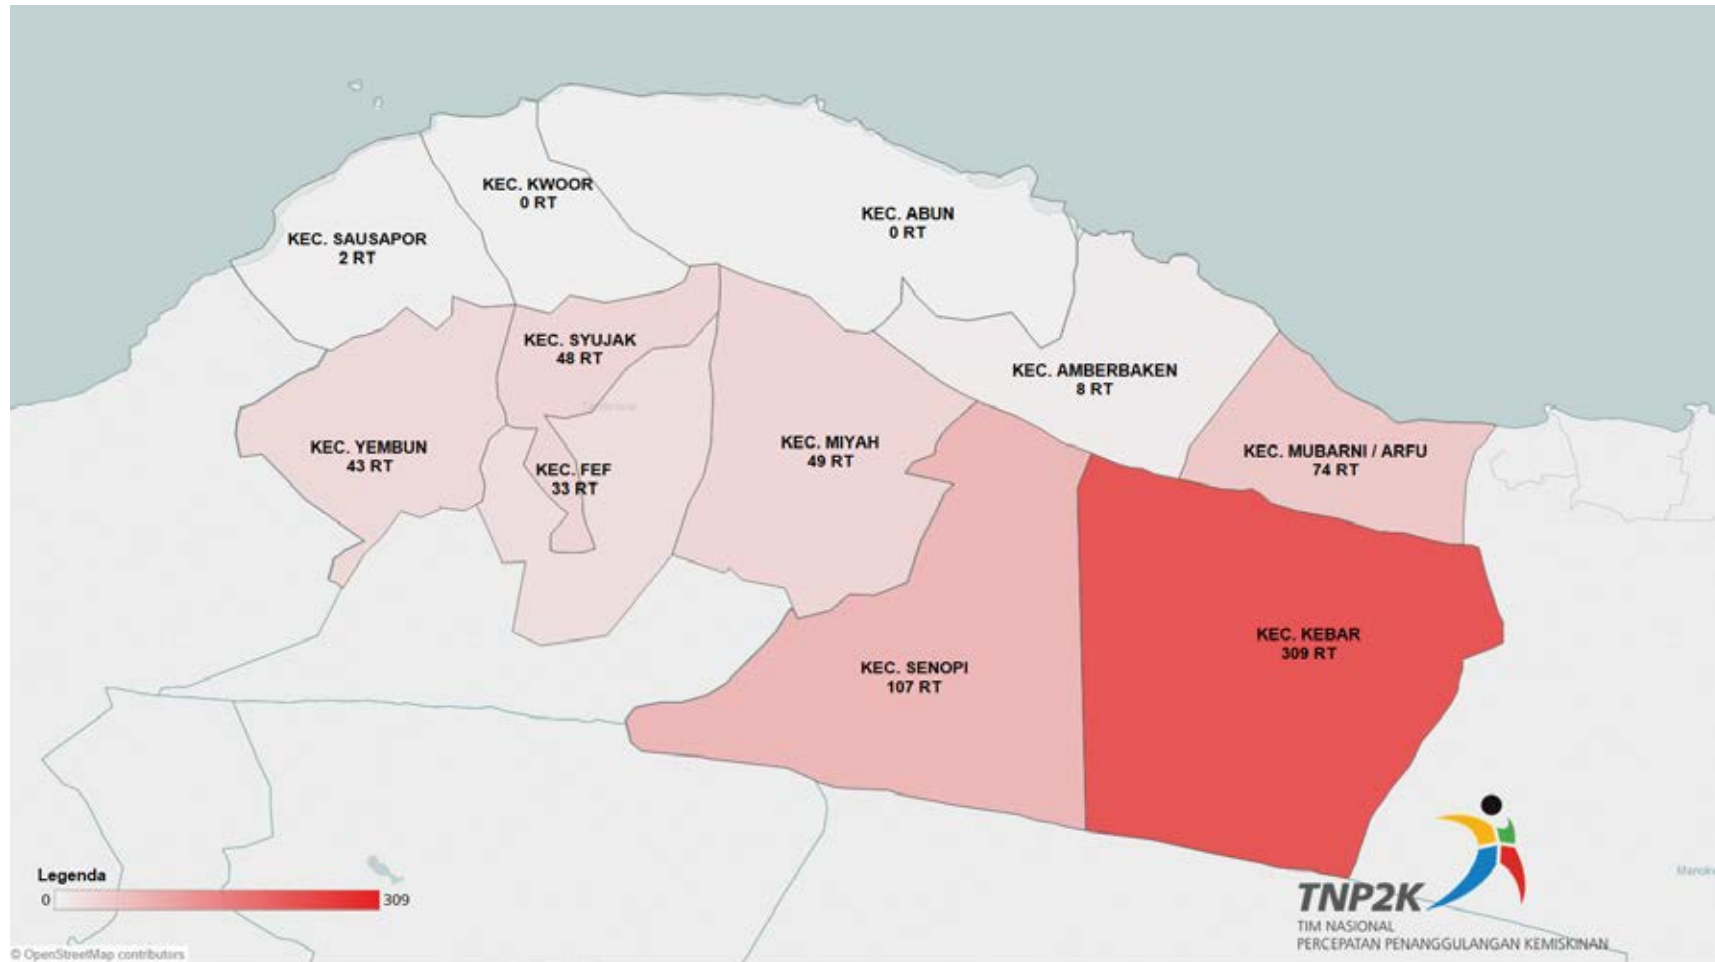 KEC. KWOOR
0 RT
KEC. ABUN
0 RT
KEC. SAUSAPOR
2 RT
KEC. SYUJAK
48 RT
KEC. AMBERBAKEN
8 RT
KEC. YEMBUN
43 RT
KEC. MIYAH
49 RT
KEC. MUBARNI / ARFU
74 RT
KEC. FEF
33 RT
KEC. KEBAR
309 RT
KEC. SENOPI
107 RT
Legenda
0
309
TNP2K
TIM NASIONAL
PERCEPATAN PENANGGULANGAN KEMISKINAN
© OpenStreetMap contributors